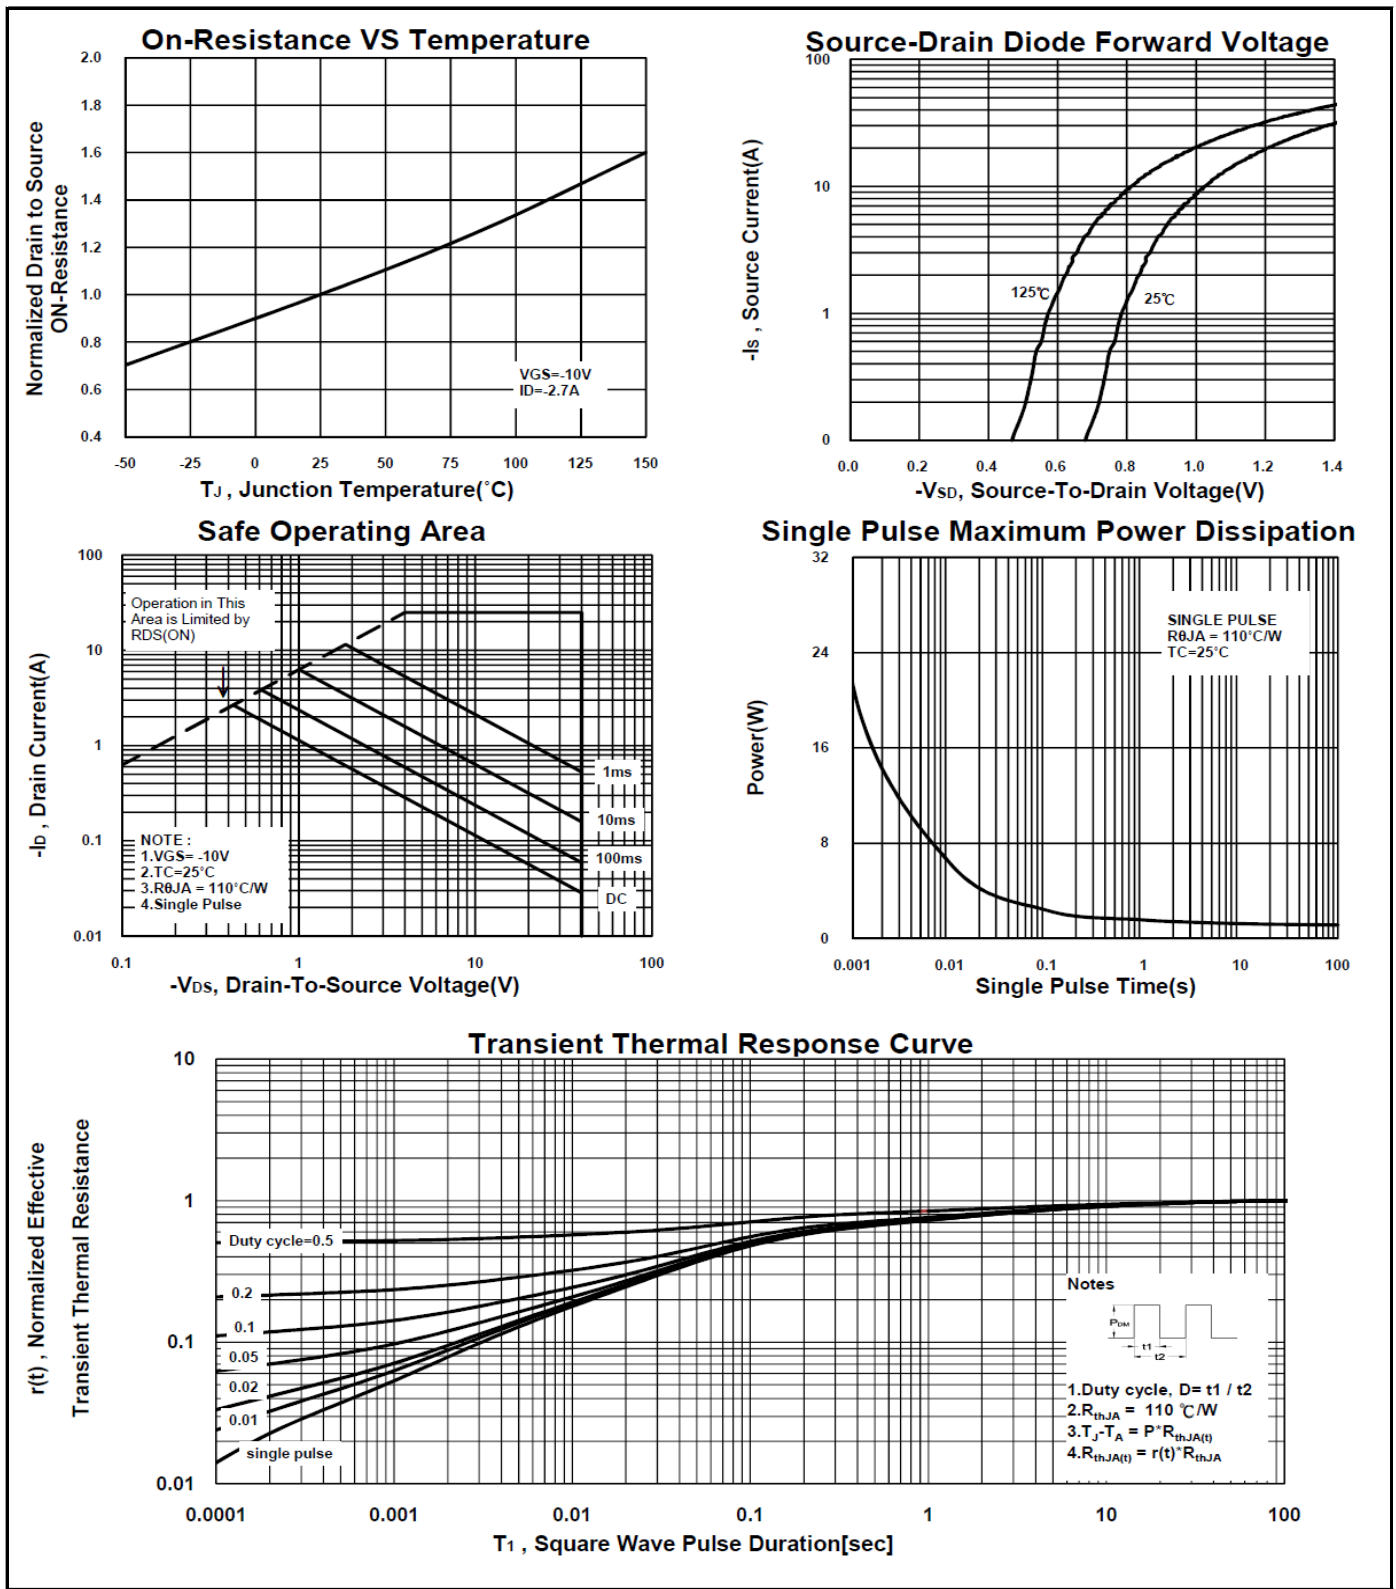 On-Resistance VS Temperature
Normalized Drain to Source
ON-Resistance
2.0
1.8
1.6
1.4
1.2
1.0
0.8
0.6
0.4
VGS=-10V
ID=-2.7A
-50 -25 0 25 50 75 100 125 150
TJ , Junction Temperature(°C)
Source-Drain Diode Forward Voltage
-IS , Source Current(A)
100
10
1
0
125℃
25℃
0.0 0.2 0.4 0.6 0.8 1.0 1.2 1.4
-VSD, Source-To-Drain Voltage(V)
Safe Operating Area
-ID , Drain Current(A)
100
10
1
0.1
0.01
Operation in This
Area is Limited by
RDS(ON)
1ms
10ms
100ms
DC
NOTE :
1.VGS= -10V
2.TC=25°C
3.RθJA = 110°C/W
4.Single Pulse
0.1 1 10 100
-VDS, Drain-To-Source Voltage(V)
Single Pulse Maximum Power Dissipation
Power(W)
32
24
16
8
0
SINGLE PULSE
RθJA = 110°C/W
TC=25°C
0.001 0.01 0.1 1 10 100
Single Pulse Time(s)
Transient Thermal Response Curve
r(t) , Normalized Effective
Transient Thermal Resistance
10
1
0.1
0.01
Duty cycle=0.5
0.2
0.1
0.05
0.02
0.01
single pulse
Notes
PDM
t1
t2
1.Duty cycle, D= t1 / t2
2.RthJA = 110 ℃/W
3.TJ-TA = P*RthJA(t)
4.RthJA(t) = r(t)*RthJA
0.0001 0.001 0.01 0.1 1 10 100
T1 , Square Wave Pulse Duration[sec]